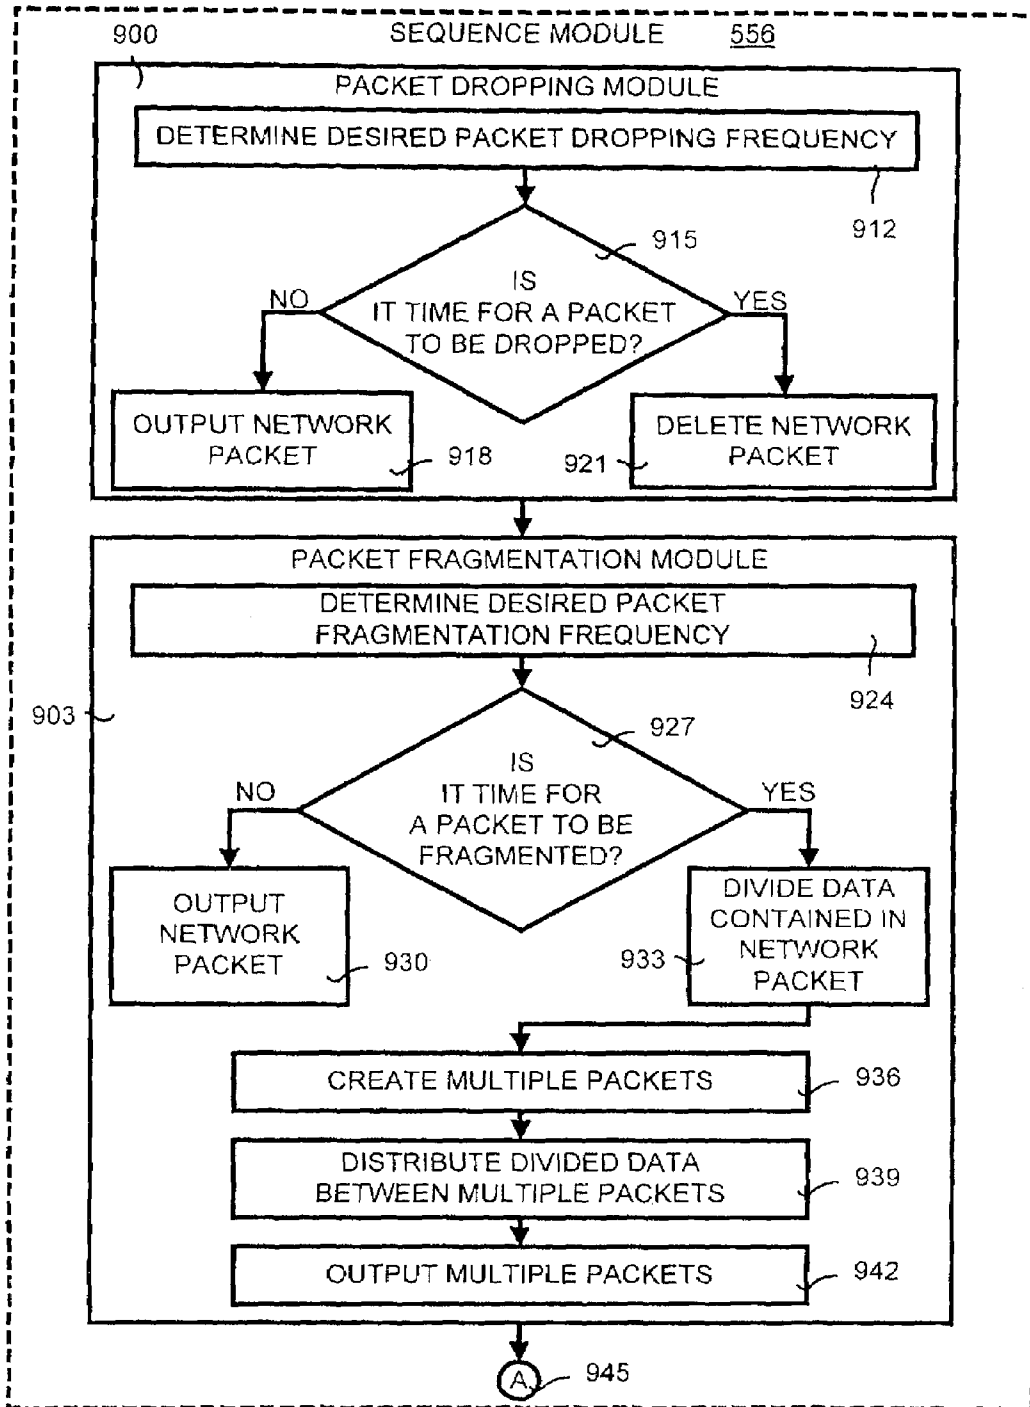 SEQUENCE MODULE 556
900
PACKET DROPPING MODULE
DETERMINE DESIRED PACKET DROPPING FREQUENCY
912
915
IS
IT TIME FOR A PACKET
TO BE DROPPED?
NO
YES
OUTPUT NETWORK
PACKET
918
DELETE NETWORK
PACKET
921
PACKET FRAGMENTATION MODULE
DETERMINE DESIRED PACKET
FRAGMENTATION FREQUENCY
924
903
927
IS
IT TIME FOR
A PACKET TO BE
FRAGMENTED?
NO
YES
OUTPUT
NETWORK
PACKET
930
DIVIDE DATA
CONTAINED IN
NETWORK
PACKET
933
CREATE MULTIPLE PACKETS
936
DISTRIBUTE DIVIDED DATA
BETWEEN MULTIPLE PACKETS
939
OUTPUT MULTIPLE PACKETS
942
A
945